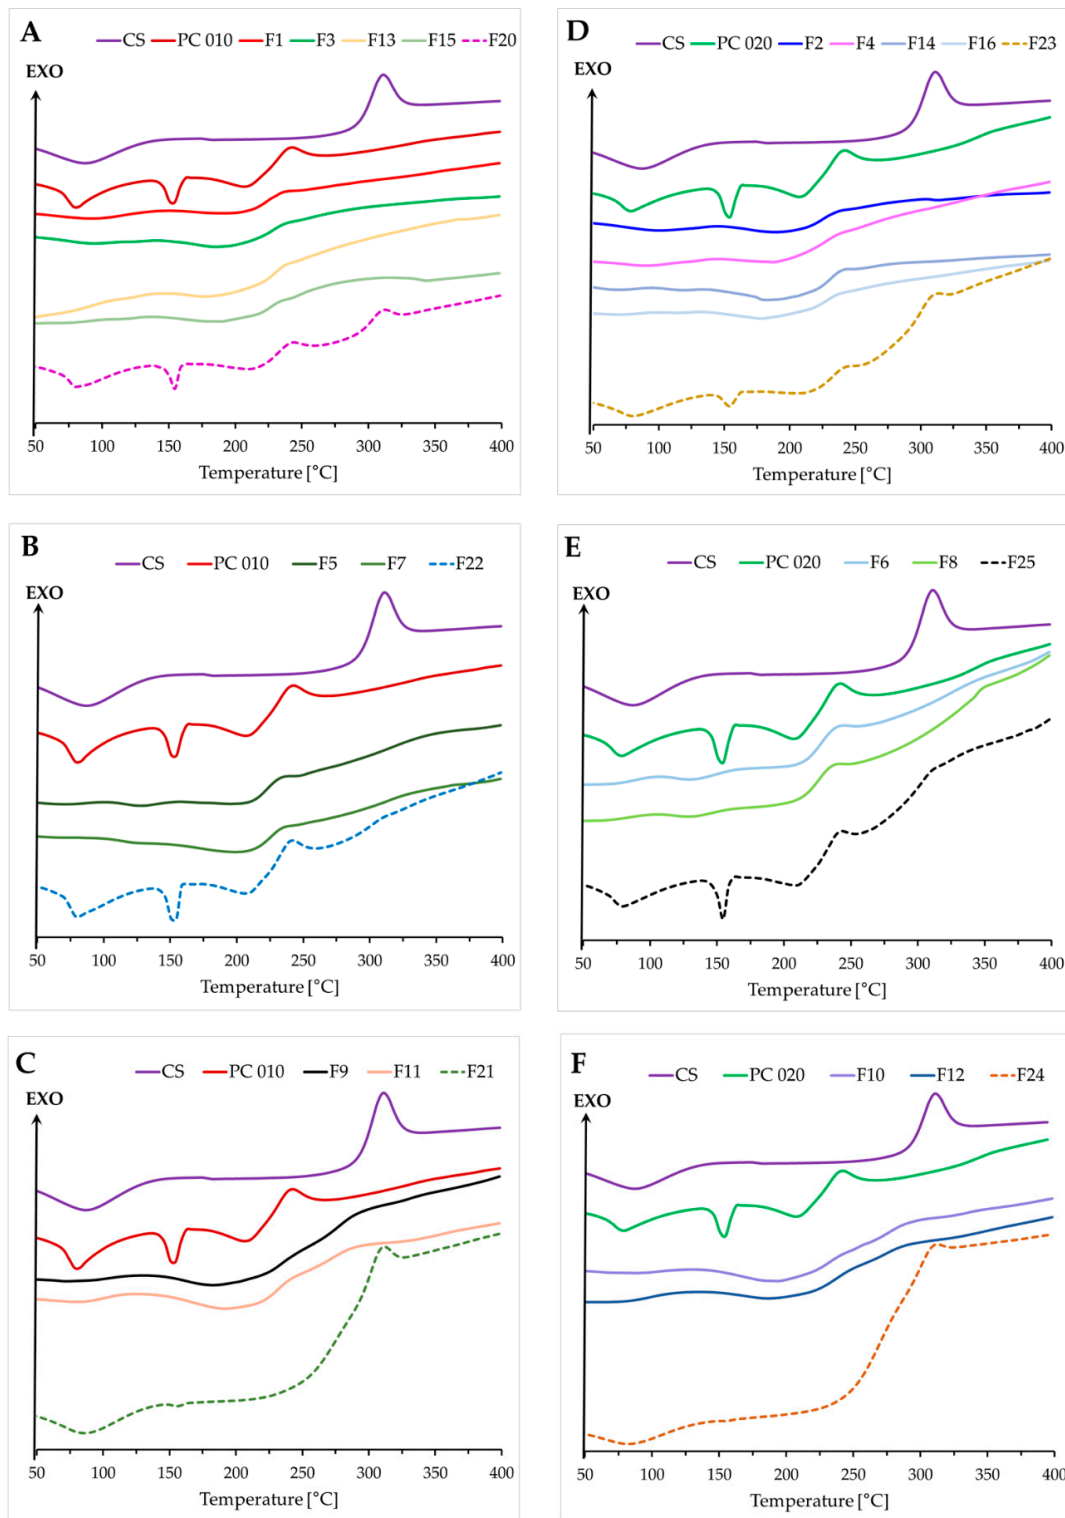 A
CS PC 010 F1 F3 F13 F15 F20
EXO
50 100 150 200 250 300 350 400
Temperature [°C]
D
CS PC 020 F2 F4 F14 F16 F23
EXO
50 100 150 200 250 300 350 400
Temperature [°C]
B
CS PC 010 F5 F7 F22
EXO
50 100 150 200 250 300 350 400
Temperature [°C]
E
CS PC 020 F6 F8 F25
EXO
50 100 150 200 250 300 350 400
Temperature [°C]
C
CS PC 010 F9 F11 F21
EXO
50 100 150 200 250 300 350 400
Temperature [°C]
F
CS PC 020 F10 F12 F24
EXO
50 100 150 200 250 300 350 400
Temperature [°C]